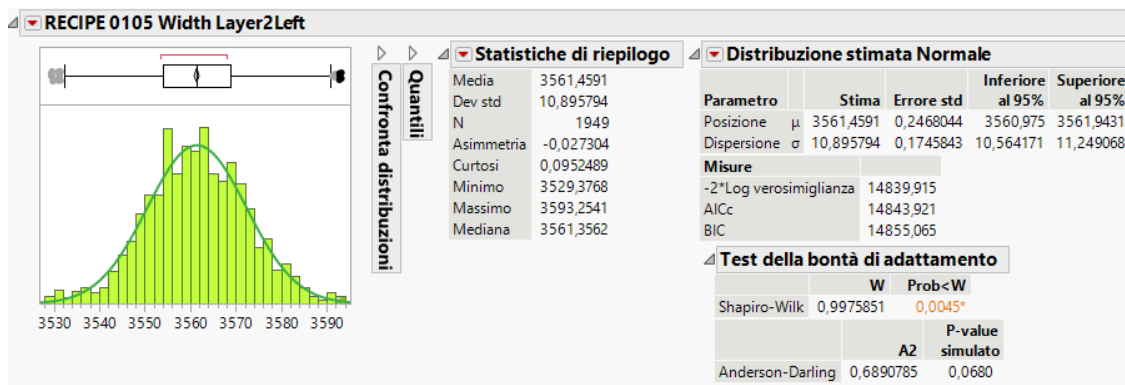 RECIPE 0105 Width Layer2Left
3530 3540 3550 3560 3570 3580 3590
Confronta distribuzioni
Quantili
Statistiche di riepilogo
Media 3561,4591
Dev std 10,895794
N 1949
Asimmetria -0,027304
Curtosi 0,0952489
Minimo 3529,3768
Massimo 3593,2541
Mediana 3561,3562
Distribuzione stimata Normale
Inferiore Superiore
Parametro Stima Errore std al 95% al 95%
Posizione μ 3561,4591 0,2468044 3560,975 3561,9431
Dispersione σ 10,895794 0,1745843 10,564171 11,249068
Misure
-2*Log verosimiglianza 14839,915
AICc 14843,921
BIC 14855,065
Test della bontà di adattamento
W Prob<W
Shapiro-Wilk 0,9975851 0,0045*
P-value
A2 simulato
Anderson-Darling 0,6890785 0,0680